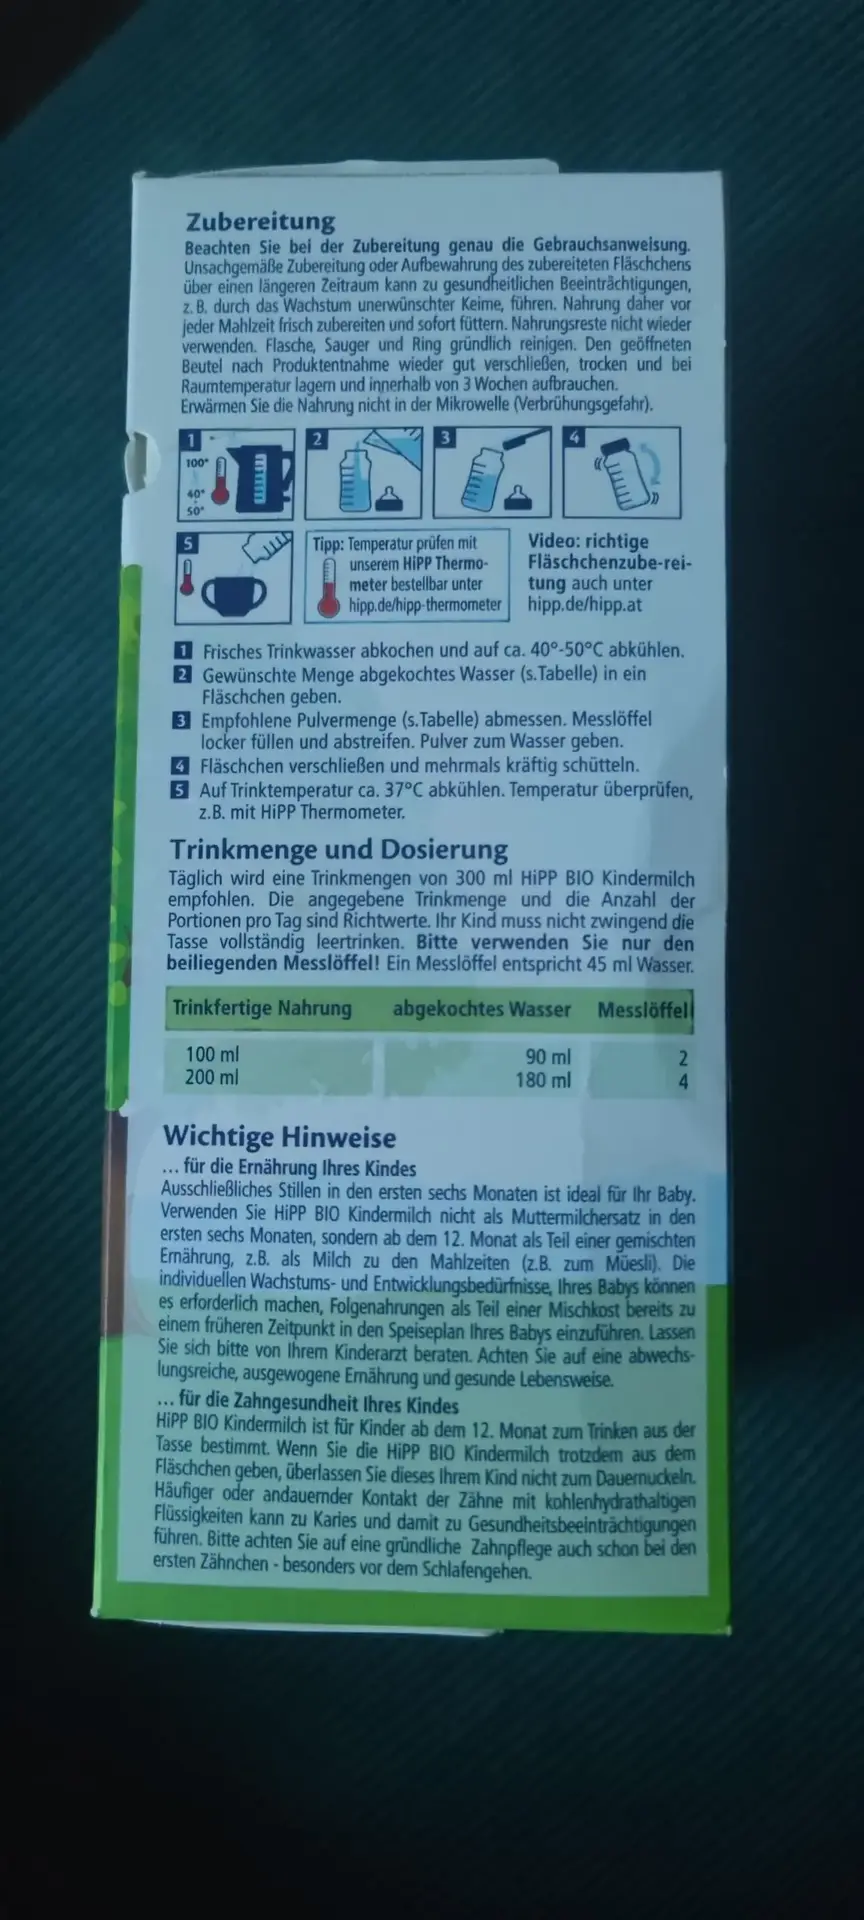 Zubereitung
Beachten Sie bei der Zubereitung genau die Gebrauchsanweisung.
Unsachgemäße Zubereitung oder Aufbewahrung des zubereiteten Fläschchens
über einen längeren Zeitraum kann zu gesundheitlichen Beeinträchtigungen,
z. B. durch das Wachstum unerwünschter Keime, führen. Nahrung daher vor
jeder Mahlzeit frisch zubereiten und sofort füttern. Nahrungsreste nicht wieder
verwenden. Flasche, Sauger und Ring gründlich reinigen. Den geöffneten
Beutel nach Produktentnahme wieder gut verschließen, trocken und bei
Raumtemperatur lagern und innerhalb von 3 Wochen aufbrauchen.
Erwärmen Sie die Nahrung nicht in der Mikrowelle (Verbrühungsgefahr).
1
100°
40°
-
50°
2
3
4
5
Tipp: Temperatur prüfen mit
unserem HiPP Thermo-
meter bestellbar unter
hipp.de/hipp-thermometer
Video: richtige
Fläschchenzube-rei-
tung auch unter
hipp.de/hipp.at
1 Frisches Trinkwasser abkochen und auf ca. 40°-50°C abkühlen.
2 Gewünschte Menge abgekochtes Wasser (s.Tabelle) in ein
Fläschchen geben.
3 Empfohlene Pulvermenge (s.Tabelle) abmessen. Messlöffel
locker füllen und abstreifen. Pulver zum Wasser geben.
4 Fläschchen verschließen und mehrmals kräftig schütteln.
5 Auf Trinktemperatur ca. 37°C abkühlen. Temperatur überprüfen,
z.B. mit HiPP Thermometer.
Trinkmenge und Dosierung
Täglich wird eine Trinkmengen von 300 ml HiPP BIO Kindermilch
empfohlen. Die angegebene Trinkmenge und die Anzahl der
Portionen pro Tag sind Richtwerte. Ihr Kind muss nicht zwingend die
Tasse vollständig leertrinken. Bitte verwenden Sie nur den
beiliegenden Messlöffel! Ein Messlöffel entspricht 45 ml Wasser.
Trinkfertige Nahrung abgekochtes Wasser Messlöffel
100 ml 90 ml 2
200 ml 180 ml 4
Wichtige Hinweise
... für die Ernährung Ihres Kindes
Ausschließliches Stillen in den ersten sechs Monaten ist ideal für Ihr Baby.
Verwenden Sie HiPP BIO Kindermilch nicht als Muttermilchersatz in den
ersten sechs Monaten, sondern ab dem 12. Monat als Teil einer gemischten
Ernährung, z.B. als Milch zu den Mahlzeiten (z.B. zum Müesli). Die
individuellen Wachstums- und Entwicklungsbedürfnisse, Ihres Babys können
es erforderlich machen, Folgenahrungen als Teil einer Mischkost bereits zu
einem früheren Zeitpunkt in den Speiseplan Ihres Babys einzuführen. Lassen
Sie sich bitte von Ihrem Kinderarzt beraten. Achten Sie auf eine abwechs-
lungsreiche, ausgewogene Ernährung und gesunde Lebensweise.
... für die Zahngesundheit Ihres Kindes
HiPP BIO Kindermilch ist für Kinder ab dem 12. Monat zum Trinken aus der
Tasse bestimmt. Wenn Sie die HiPP BIO Kindermilch trotzdem aus dem
Fläschchen geben, überlassen Sie dieses Ihrem Kind nicht zum Dauernuckeln.
Häufiger oder andauernder Kontakt der Zähne mit kohlenhydrathaltigen
Flüssigkeiten kann zu Karies und damit zu Gesundheitsbeeinträchtigungen
führen. Bitte achten Sie auf eine gründliche Zahnpflege auch schon bei den
ersten Zähnchen - besonders vor dem Schlafengehen.